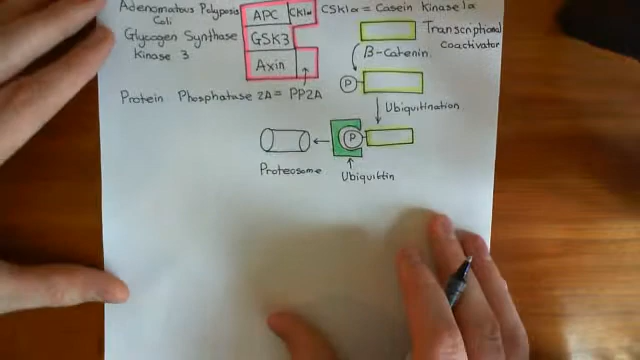 Adenomatous Polyposis
Coli
APC
CK1α
CSK1α = Casein Kinase 1α
Glycogen Synthase
Kinase 3
GSK3
Axin
Transcriptional
Coactivator
β-Catenin
P
Protein Phosphatase 2A = PP2A
Ubiquitination
P
Proteosome
Ubiquitin